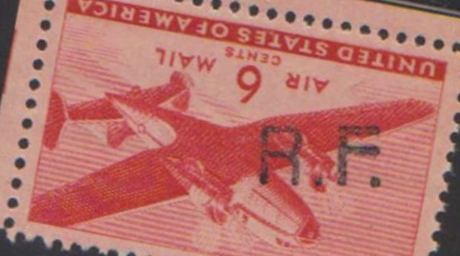 UNITED STATES OF AMERICA
6
CENTS
AIR MAIL
R.F.